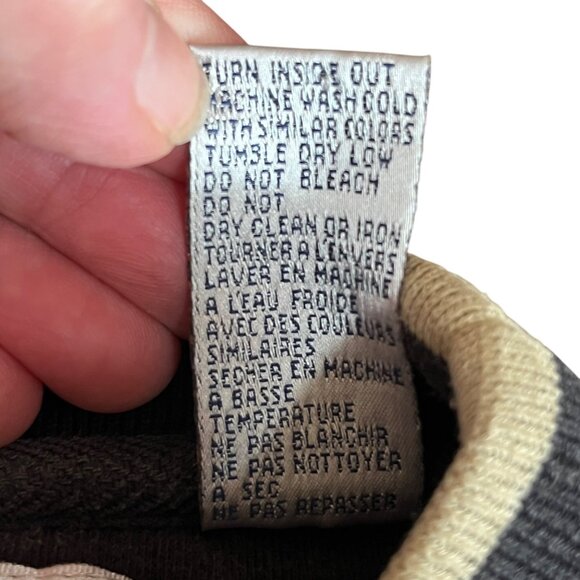 TURN INSIDE OUT
MACHINE WASH COLD
WITH SIMILAR COLORS
TUMBLE DRY LOW
DO NOT BLEACH
DO NOT
DRY CLEAN OR IRON
TOURNER A L'ENVERS
LAVER EN MACHINE
A L'EAU FROIDE
AVEC DES COULEURS
SIMILAIRES
SECHER EN MACHINE
A BASSE
TEMPERATURE
NE PAS BLANCHIR
NE PAS NOTTOYER
A SEC
NE PAS REPASSER